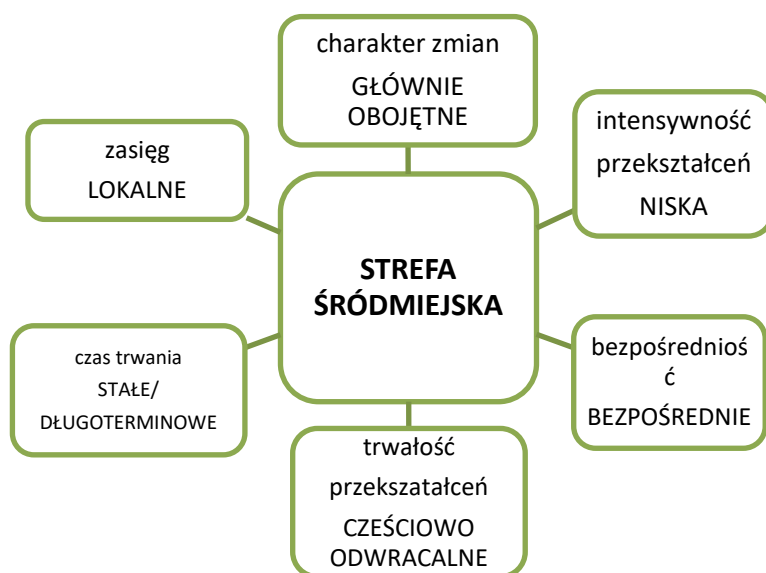 charakter zmian
GŁÓWNIE
OBOJĘTNE
zasięg
LOKALNE
intensywność
przekształceń
NISKA
STREFA
ŚRÓDMIEJSKA
czas trwania
STAŁE/
DŁUGOTERMINOWE
bezpośrednioś
ć
BEZPOŚREDNIE
trwałość
przekszatałceń
CZEŚCIOWO
ODWRACALNE